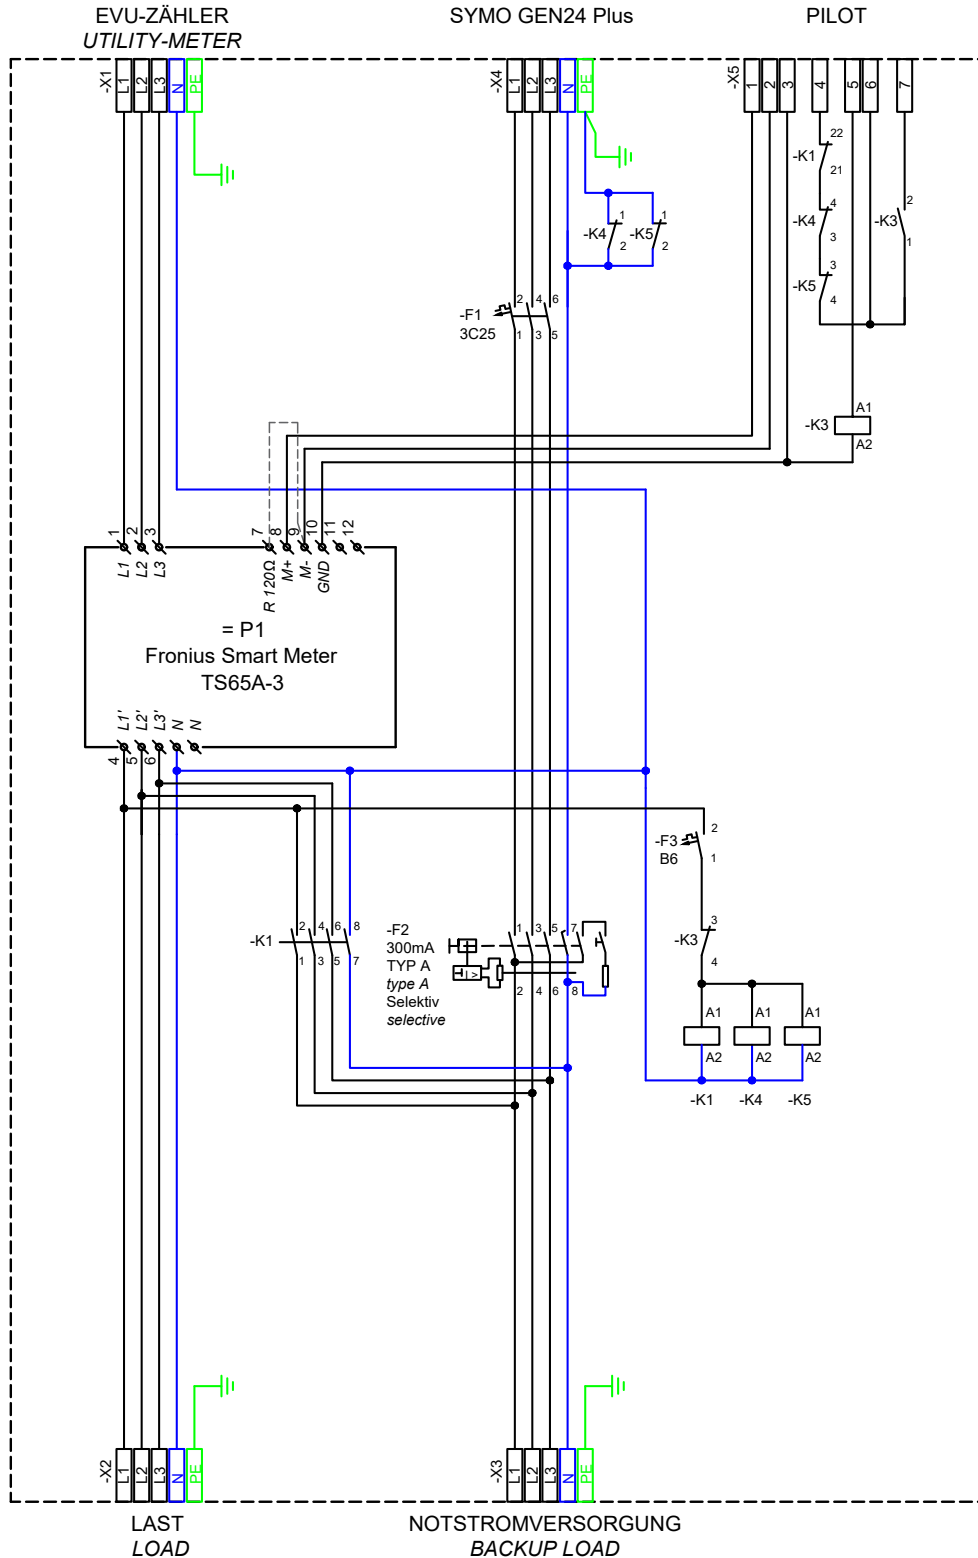 EVU-ZÄHLER
UTILITY-METER
SYMO GEN24 Plus
PILOT
-X1
L1
L2
L3
N
PE
-X4
L1
L2
L3
N
PE
-X5
1
2
3
4
5
6
7
-K1
22
21
-K4
4
3
-K5
3
4
-K3
2
1
-K4
1
2
-K5
1
2
-F1
3C25
2
4
6
1
3
5
-K3
A1
A2
1
2
3
7
8
9
10
11
12
L1
L2
L3
R 120Ω
M+
M-
GND
= P1
Fronius Smart Meter
TS65A-3
L1'
L2'
L3'
N
N
4
5
6
-F3
B6
2
1
-K1
2
4
6
8
1
3
5
7
-F2
300mA
TYP A
type A
Selektiv
selective
I >
1
3
5
7
2
4
6
8
-K3
3
4
A1
A1
A1
A2
A2
A2
-K1
-K4
-K5
-X2
L1
L2
L3
N
PE
-X3
L1
L2
L3
N
PE
LAST
LOAD
NOTSTROMVERSORGUNG
BACKUP LOAD